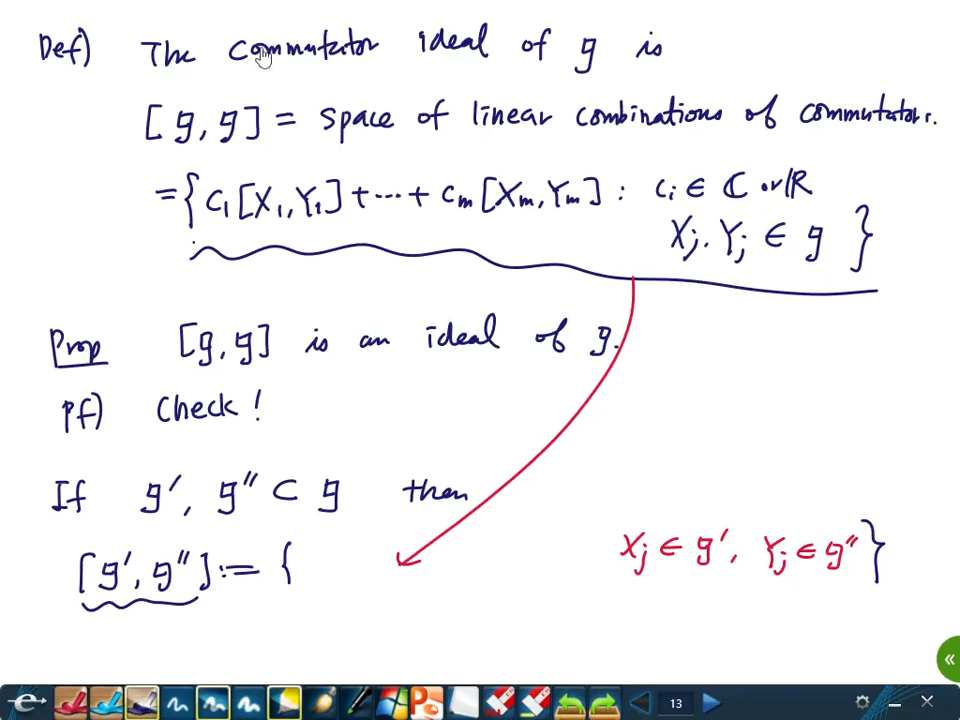 Def) The commutator ideal of g is
[g, g] = space of linear combinations of commutators.
= { c₁[X₁, Y₁] + ... + cₘ[Xₘ, Yₘ] : cᵢ ∈ ℂ or ℝ
Xⱼ, Yⱼ ∈ g }
Prop [g, g] is an ideal of g.
Pf) Check!
If g′, g″ ⊂ g then
[g′, g″] := { Xⱼ ∈ g′, Yⱼ ∈ g″ }
13